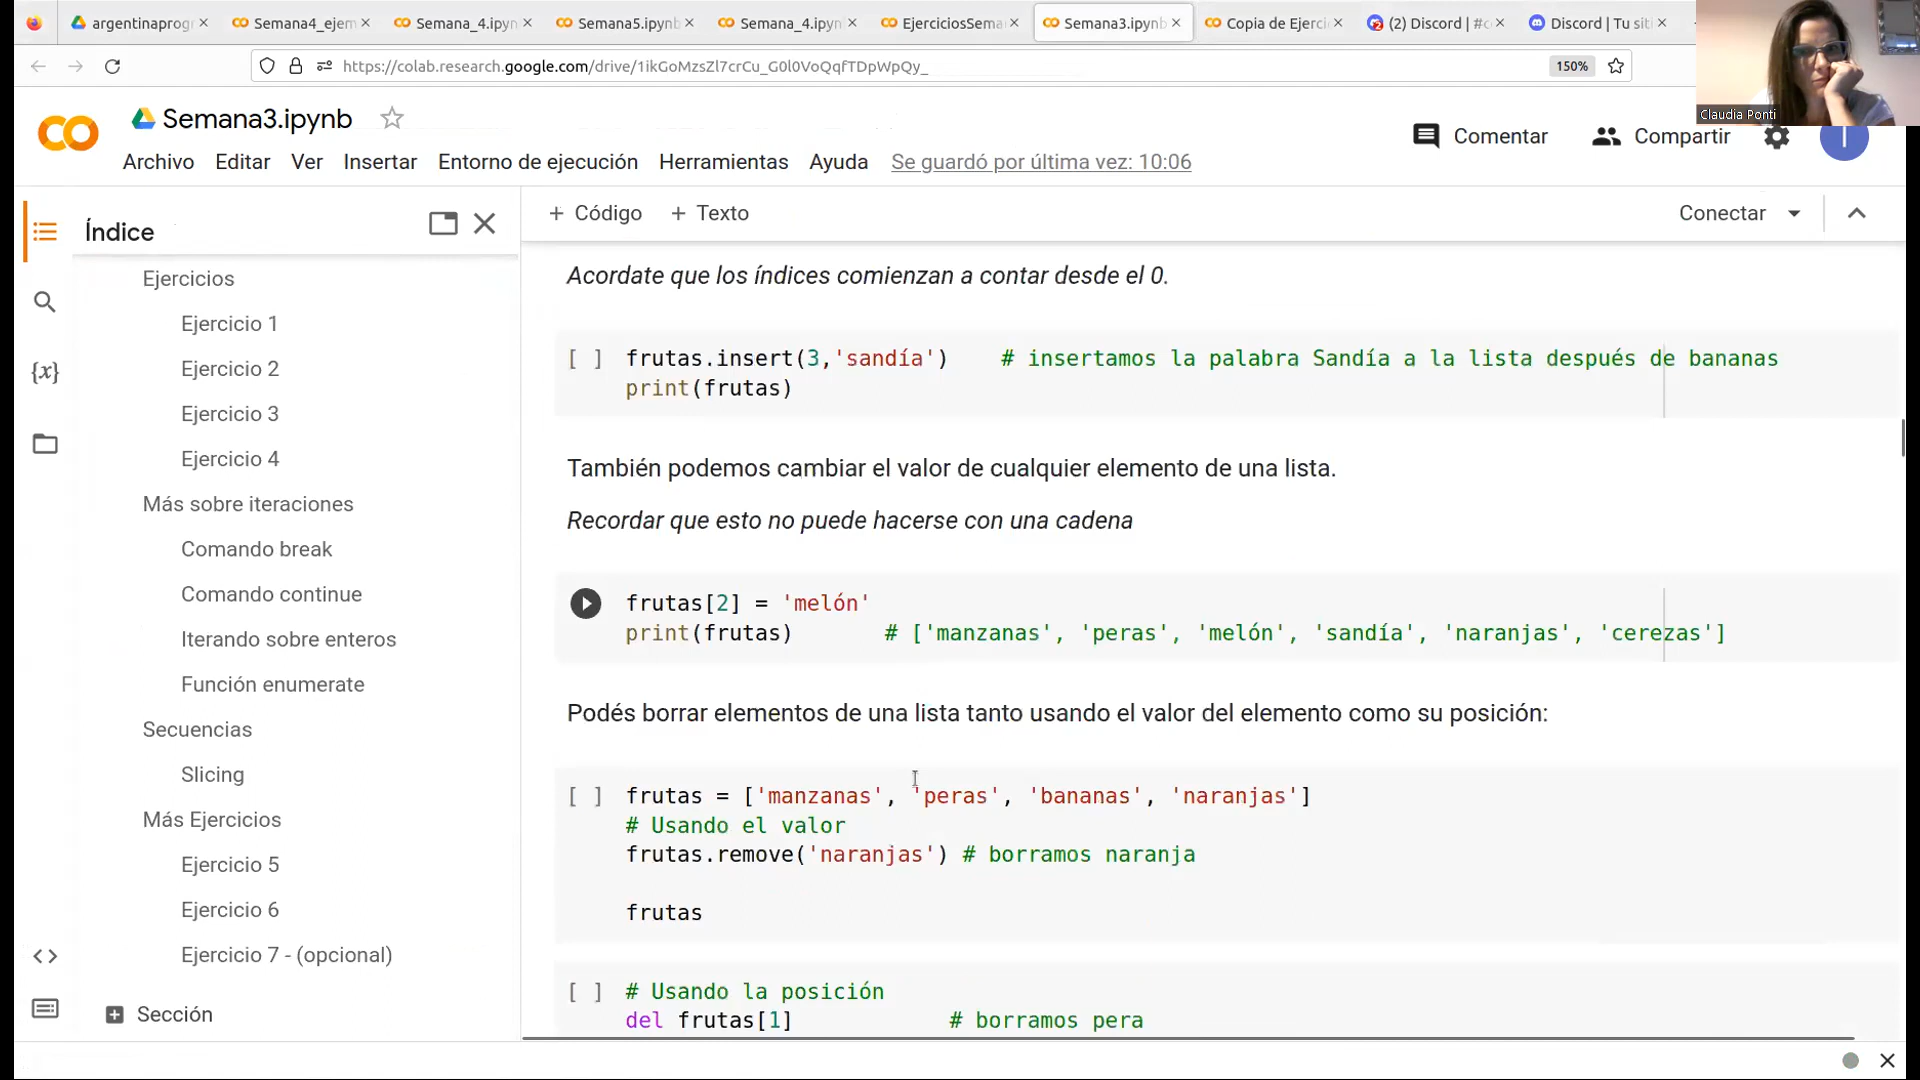 argentinaprogr
Semana4_ejem
Semana_4.ipyn
Semana5.ipynb
Semana_4.ipyn
EjerciciosSema
Semana3.ipynb
Copia de Ejerci
(2) Discord | #c
Discord | Tu siti
https://colab.research.google.com/drive/1ikGoMzsZl7crCu_G0l0VoQqfTDpWpQy_
150%
Claudia Ponti
CO
Semana3.ipynb
Comentar
Compartir
I
Archivo Editar Ver Insertar Entorno de ejecución Herramientas Ayuda Se guardó por última vez: 10:06
+ Código + Texto
Conectar
Índice
Ejercicios
Ejercicio 1
Ejercicio 2
Ejercicio 3
Ejercicio 4
Más sobre iteraciones
Comando break
Comando continue
Iterando sobre enteros
Función enumerate
Secuencias
Slicing
Más Ejercicios
Ejercicio 5
Ejercicio 6
Ejercicio 7 - (opcional)
Sección
{x}
<>
Acordate que los índices comienzan a contar desde el 0.
[ ] frutas.insert(3,'sandía') # insertamos la palabra Sandía a la lista después de bananas
print(frutas)
También podemos cambiar el valor de cualquier elemento de una lista.
Recordar que esto no puede hacerse con una cadena
frutas[2] = 'melón'
print(frutas) # ['manzanas', 'peras', 'melón', 'sandía', 'naranjas', 'cerezas']
Podés borrar elementos de una lista tanto usando el valor del elemento como su posición:
[ ] frutas = ['manzanas', 'peras', 'bananas', 'naranjas']
# Usando el valor
frutas.remove('naranjas') # borramos naranja
frutas
[ ] # Usando la posición
del frutas[1] # borramos pera